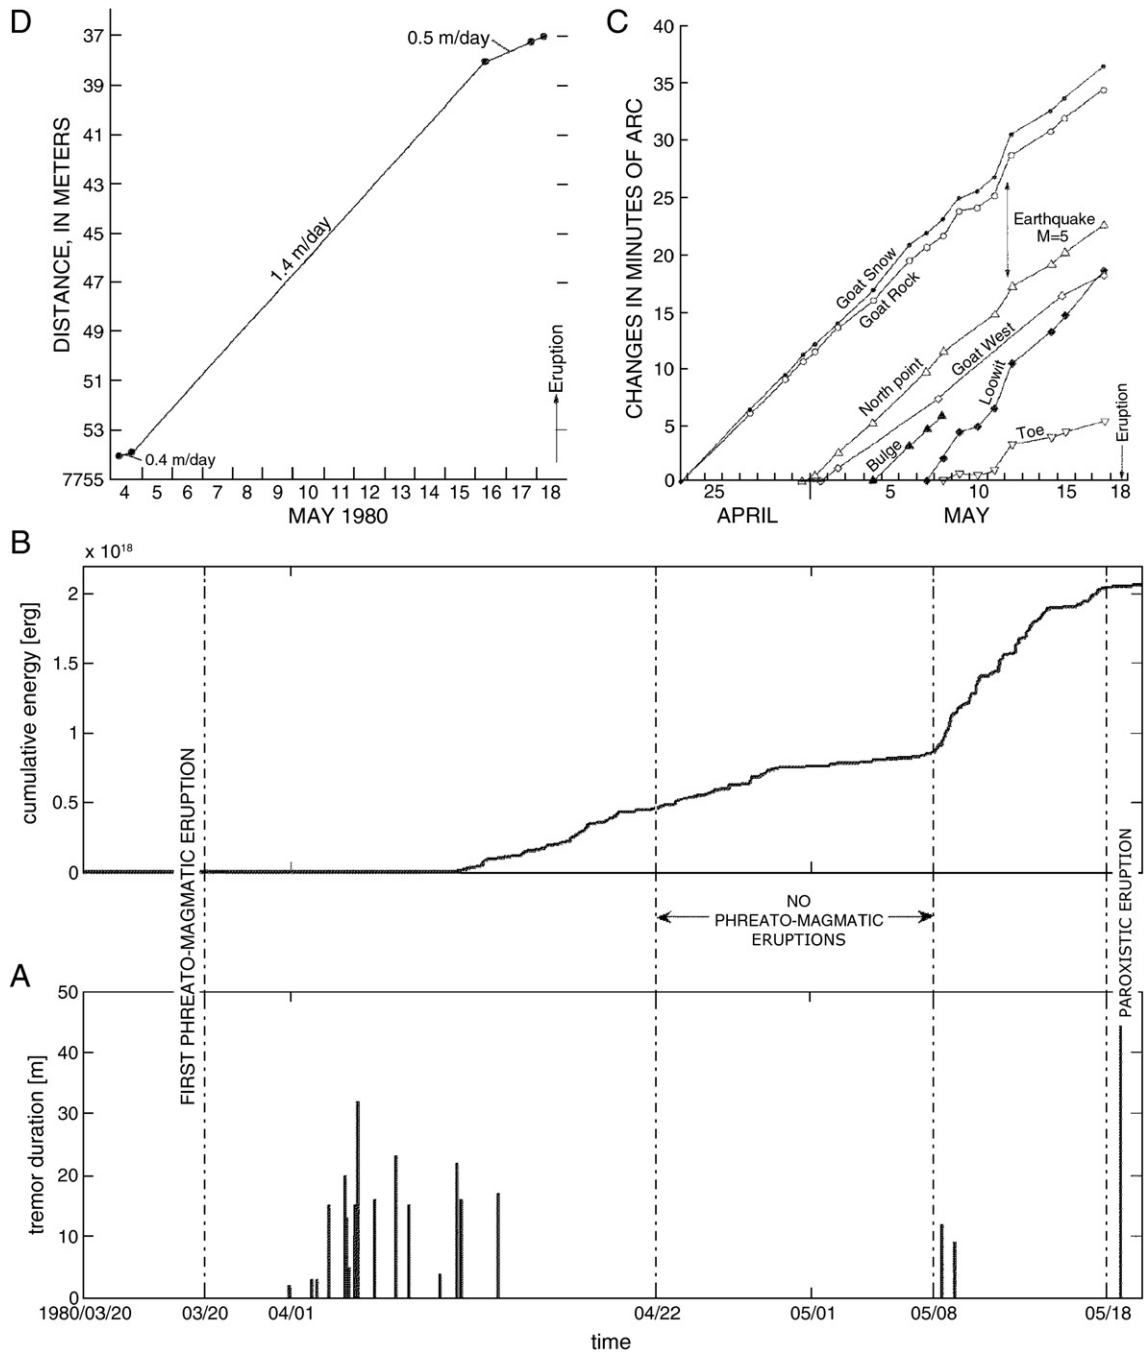 D
DISTANCE, IN METERS
37
39
41
43
45
47
49
51
53
7755
0.5 m/day
1.4 m/day
0.4 m/day
Eruption
4 5 6 7 8 9 10 11 12 13 14 15 16 17 18
MAY 1980
C
CHANGES IN MINUTES OF ARC
40
35
30
25
20
15
10
5
0
Goat Snow
Goat Rock
Earthquake
M=5
North point
Goat West
Bulge
Loowit
Toe
Eruption
25 5 10 15 18
APRIL MAY
B
x 10¹⁸
cumulative energy [erg]
2
1.5
1
0.5
0
FIRST PHREATO-MAGMATIC ERUPTION
NO
PHREATO-MAGMATIC
ERUPTIONS
PAROXISTIC ERUPTION
A
tremor duration [m]
50
40
30
20
10
0
1980/03/20 03/20 04/01 04/22 05/01 05/08 05/18
time